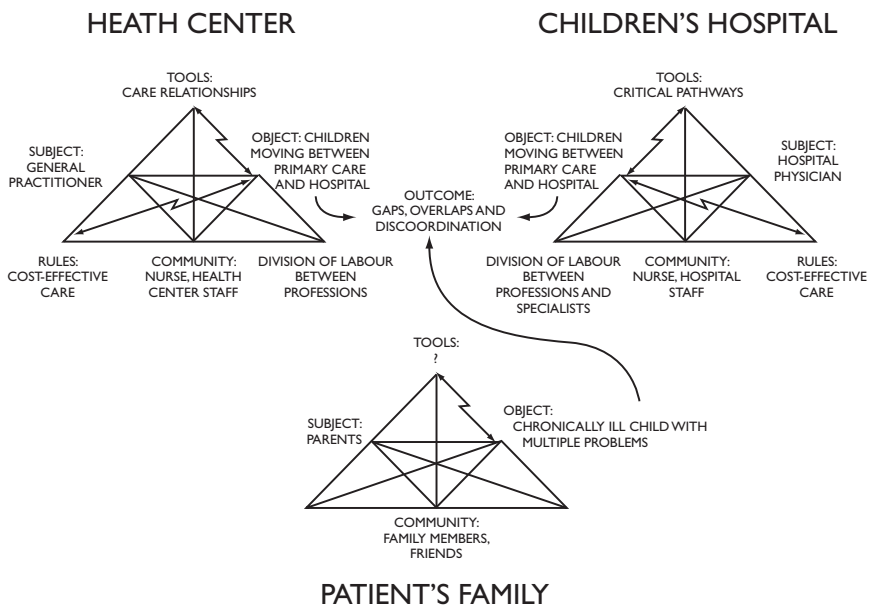 HEATH CENTER
CHILDREN'S HOSPITAL
TOOLS:
CARE RELATIONSHIPS
SUBJECT:
GENERAL
PRACTITIONER
OBJECT: CHILDREN
MOVING BETWEEN
PRIMARY CARE
AND HOSPITAL
RULES:
COST-EFFECTIVE
CARE
COMMUNITY:
NURSE, HEALTH
CENTER STAFF
DIVISION OF LABOUR
BETWEEN
PROFESSIONS
OUTCOME:
GAPS, OVERLAPS AND
DISCOORDINATION
TOOLS:
CRITICAL PATHWAYS
OBJECT: CHILDREN
MOVING BETWEEN
PRIMARY CARE
AND HOSPITAL
SUBJECT:
HOSPITAL
PHYSICIAN
DIVISION OF LABOUR
BETWEEN
PROFESSIONS AND
SPECIALISTS
COMMUNITY:
NURSE, HOSPITAL
STAFF
RULES:
COST-EFFECTIVE
CARE
TOOLS:
?
SUBJECT:
PARENTS
OBJECT:
CHRONICALLY ILL CHILD WITH
MULTIPLE PROBLEMS
COMMUNITY:
FAMILY MEMBERS,
FRIENDS
PATIENT'S FAMILY